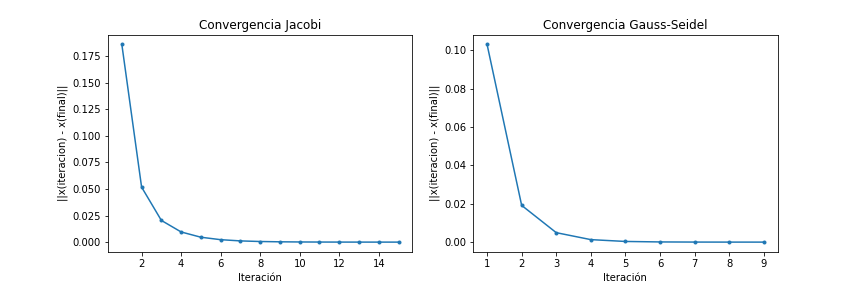 Convergencia Jacobi
||x(iteracion) - x(final)||
0.175
0.150
0.125
0.100
0.075
0.050
0.025
0.000
2 4 6 8 10 12 14
Iteración
Convergencia Gauss-Seidel
||x(iteracion) - x(final)||
0.10
0.08
0.06
0.04
0.02
0.00
1 2 3 4 5 6 7 8 9
Iteración